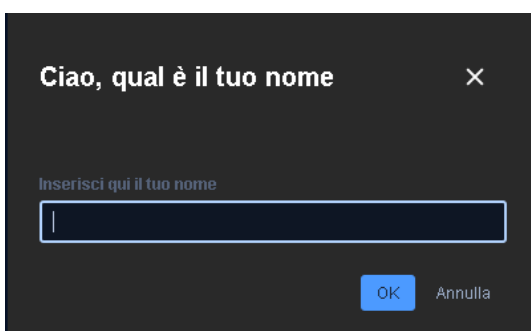 Ciao, qual è il tuo nome
Inserisci qui il tuo nome
OK Annulla